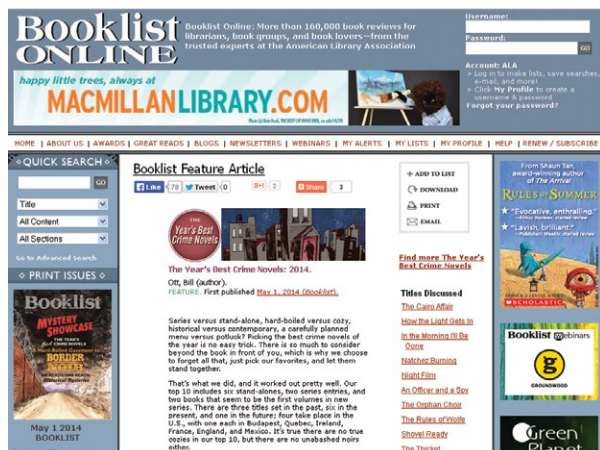 Booklist
ONLINE
Booklist Online: More than 160,000 book reviews for
librarians, book groups, and book lovers—from the
trusted experts at the American Library Association
Username:
Password:
GO
Account: ALA
> Log in to make lists, save searches,
e-mail, and more!
> Click My Profile to create a
username & password
Forgot your password?
happy little trees, always at
MACMILLANLIBRARY.COM
HOME | ABOUT US | AWARDS | GREAT READS | BLOGS | NEWSLETTERS | WEBINARS | MY ALERTS | MY LISTS | MY PROFILE | HELP | RENEW / SUBSCRIBE
QUICK SEARCH
GO
Title
All Content
All Sections
Go to Advanced Search
PRINT ISSUES
Booklist
MYSTERY
SHOWCASE
THE YEAR'S
BEST CRIME NOVELS
BORDER
NOIR
Historical Mysteries
May 1 2014
BOOKLIST
Booklist Feature Article
Like 78 Tweet 0 +1 2 Share 3
THE
Year's Best
Crime Novels
The Year's Best Crime Novels: 2014.
Ott, Bill (author).
FEATURE. First published May 1, 2014 (Booklist).
Series versus stand-alone, hard-boiled versus cozy,
historical versus contemporary, a carefully planned
menu versus potluck? Picking the best crime novels
of the year is no easy trick. There is so much to consider
beyond the book in front of you, which is why we choose
to forget all that, just pick our favorites, and let them
stand together.
That's what we did, and it worked out pretty well. Our
top 10 includes six stand-alones, two series entries, and
two books that seem to be the first volumes in new
series. There are three titles set in the past, six in the
present, and one in the future; four take place in the
U.S., with one each in Budapest, Quebec, Ireland,
France, England, and Mexico. It's true there are no true
cozies in our top 10, but there are no unabashed noirs
either.
ADD TO LIST
DOWNLOAD
PRINT
EMAIL
Find more The Year's
Best Crime Novels
Titles Discussed
The Cairo Affair
How the Light Gets In
In the Morning I'll Be
Gone
Natchez Burning
Night Film
An Officer and a Spy
The Orphan Choir
The Rules of Wolfe
Shovel Ready
The Thicket
From Shaun Tan,
award-winning author
of The Arrival
RULES OF SUMMER
★ "Evocative, enthralling."
★ "Lavish, brilliant."
SCHOLASTIC
Booklist Webinars
g
GROUNDWOOD
Green
Planet